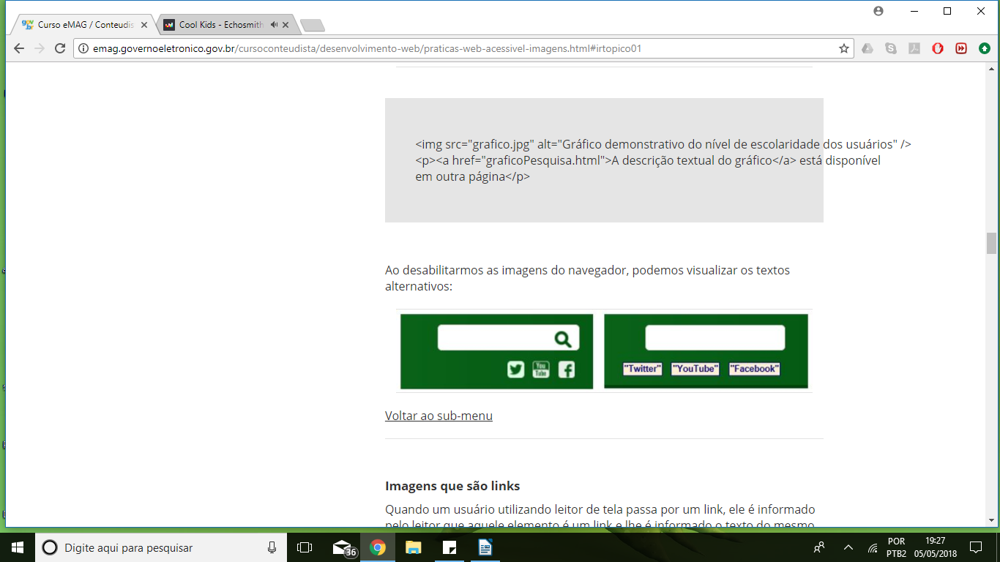 Curso eMAG / Conteudis
Cool Kids - Echosmith
emag.governoeletronico.gov.br/cursoconteudista/desenvolvimento-web/praticas-web-acessivel-imagens.html#irtopico01
<img src="grafico.jpg" alt="Gráfico demonstrativo do nível de escolaridade dos usuários" />
<p><a href="graficoPesquisa.html">A descrição textual do gráfico</a> está disponível
em outra página</p>
Ao desabilitarmos as imagens do navegador, podemos visualizar os textos
alternativos:
You
Tube
"Twitter" "YouTube" "Facebook"
Voltar ao sub-menu
Imagens que são links
Quando um usuário utilizando leitor de tela passa por um link, ele é informado
pelo leitor que aquele elemento é um link e lhe é informado o texto do mesmo
Digite aqui para pesquisar
36
POR
PTB2
19:27
05/05/2018